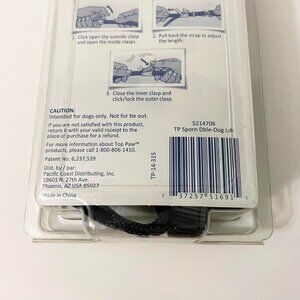 1. Click open the outside clasp
and open the inside clasps.
2. Pull back the strap to adjust
the length.
3. Close the inner clasp and
click/lock the outer clasp.
CAUTION:
Intended for dogs only. Not for tie out.
If you are not satisfied with this product,
return it with your valid receipt to the
place of purchase for a refund.
For more information about Top Paw™
products, please call 1-800-806-1410.
Patent No. 6,237,539
Dist. by / par:
Pacific Coast Distributing, Inc.
19601 N. 27th Ave.
Phoenix, AZ USA 85027
Made in China
TP-14-315
5214706
TP Sporn Dble-Dog Lsh
7 37257 51691